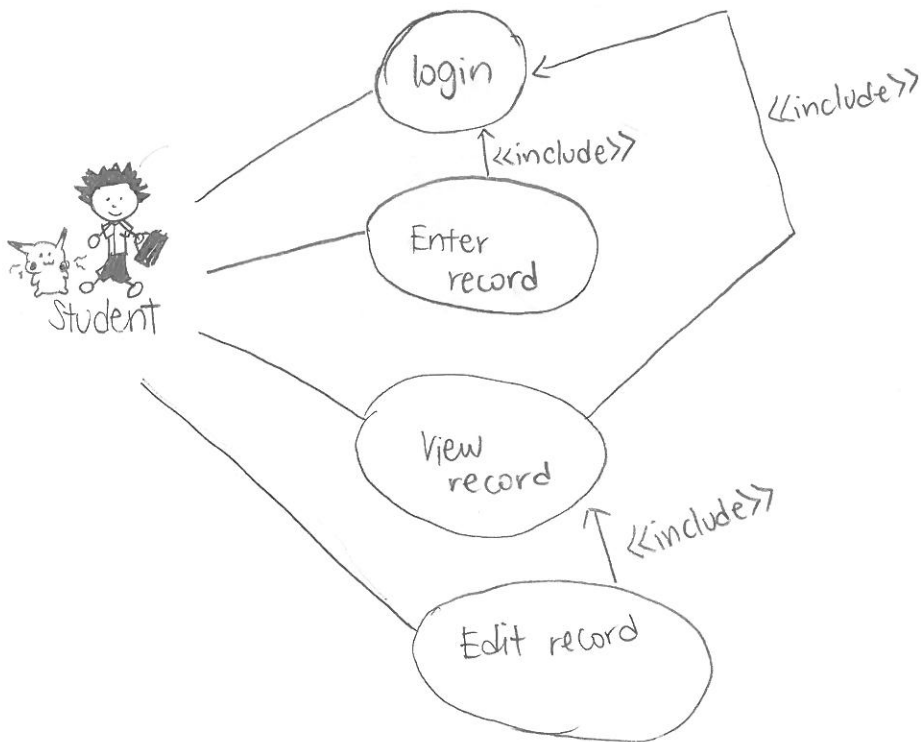 login
<<include>>
<<include>>
Enter
record
Student
View
record
<<include>>
Edit record